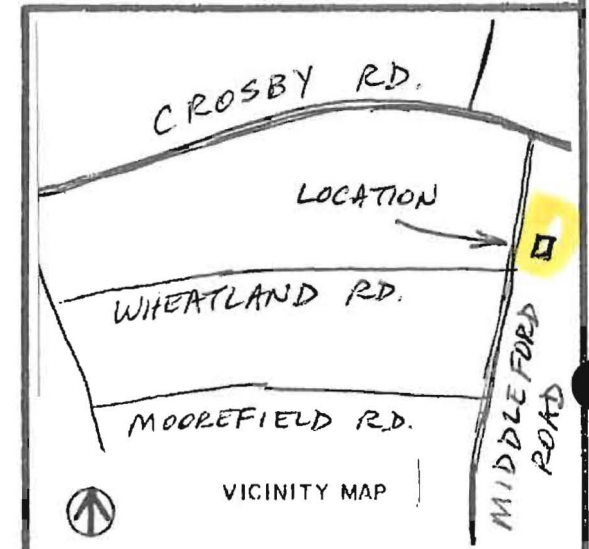 CROSBY RD.
LOCATION
WHEATLAND RD.
MOOREFIELD RD.
MIDDLEFORD
ROAD
VICINITY MAP